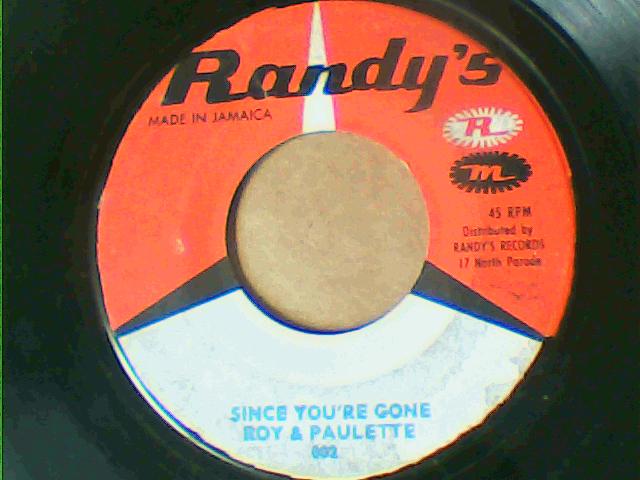 Randy's
MADE IN JAMAICA
R
m
45 RPM
Distributed by
RANDY'S RECORDS
17 North Parade
SINCE YOU'RE GONE
ROY & PAULETTE
002